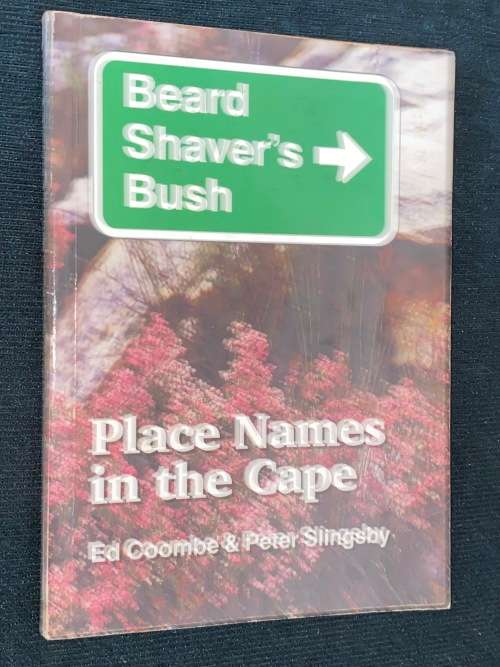 Beard
Shaver's
Bush
Place Names
in the Cape
Ed Coombe & Peter Slingsby